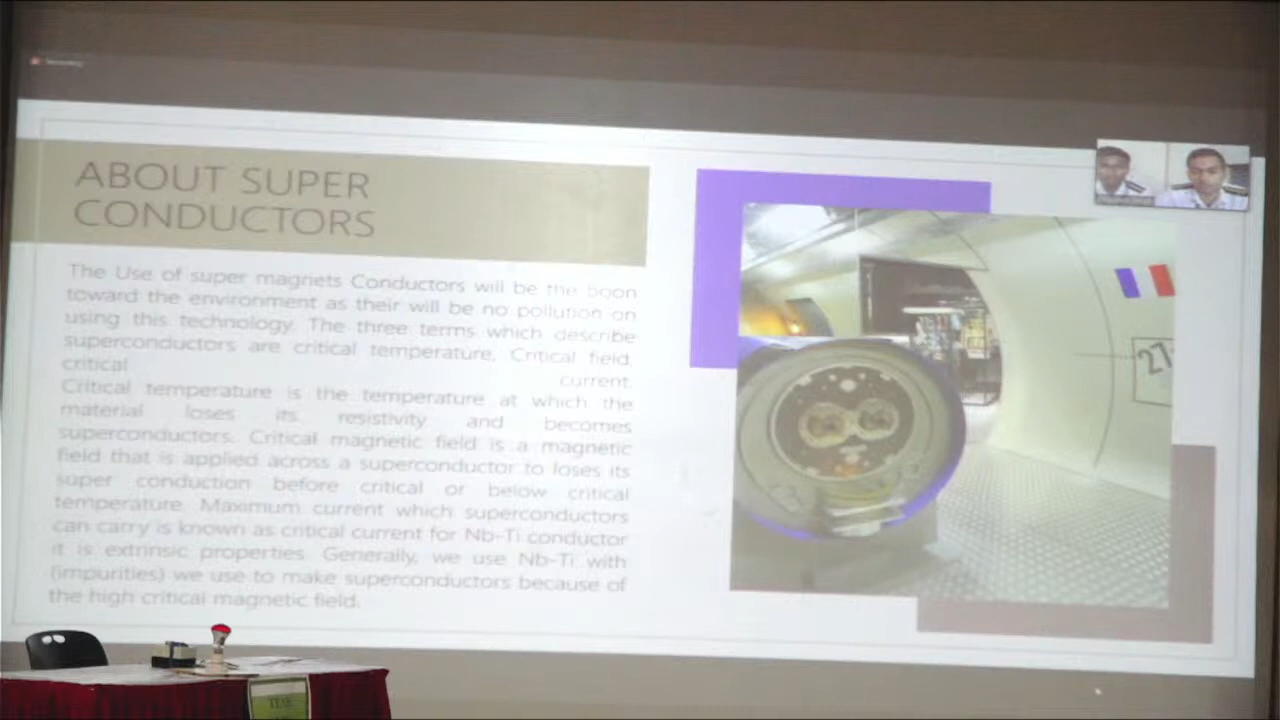 Recording
ABOUT SUPER
CONDUCTORS
The Use of super magnets Conductors will be the boon
toward the environment as their will be no pollution on
using this technology. The three terms which describe
superconductors are critical temperature, Critical field,
critical current.
Critical temperature is the temperature at which the
material loses its resistivity and becomes
superconductors. Critical magnetic field is a magnetic
field that is applied across a superconductor to loses its
super conduction before critical or below critical
temperature. Maximum current which superconductors
can carry is known as critical current for Nb-Ti conductor
it is extrinsic properties. Generally, we use Nb-Ti with
(impurities) we use to make superconductors because of
the high critical magnetic field.
27
TEAM